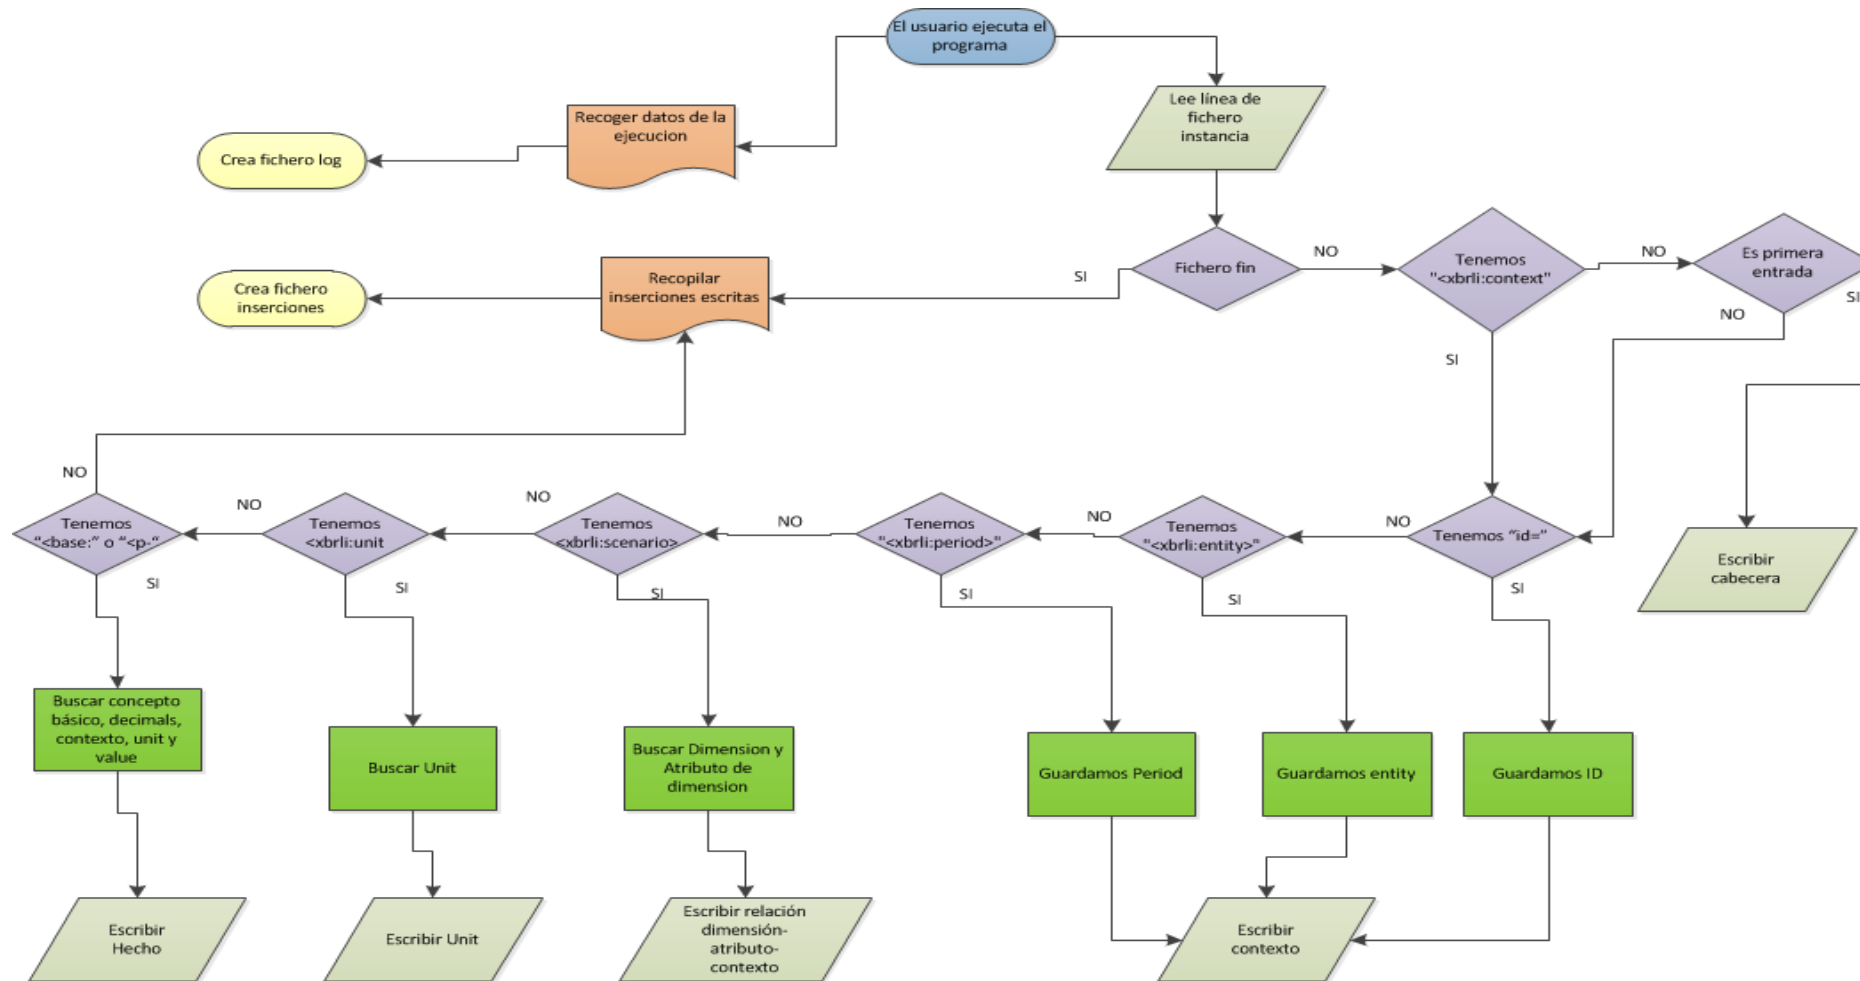 El usuario ejecuta el
programa
Lee línea de
fichero
instancia
Recoger datos de la
ejecucion
Crea fichero log
Fichero fin
NO
SI
Tenemos
"<xbrli:context"
NO
SI
Es primera
entrada
SI
NO
Recopilar
inserciones escritas
Crea fichero
inserciones
Escribir
cabecera
Tenemos “id=”
NO
SI
Tenemos
"<xbrli:entity>"
NO
SI
Tenemos
"<xbrli:period>"
NO
SI
Tenemos
<xbrli:scenario>
NO
SI
Tenemos
<xbrli:unit
NO
SI
Tenemos
“<base:” o “<p-“
NO
SI
Buscar concepto
básico, decimals,
contexto, unit y
value
Buscar Unit
Buscar Dimension y
Atributo de
dimension
Guardamos Period
Guardamos entity
Guardamos ID
Escribir
Hecho
Escribir Unit
Escribir relación
dimensión-
atributo-
contexto
Escribir
contexto